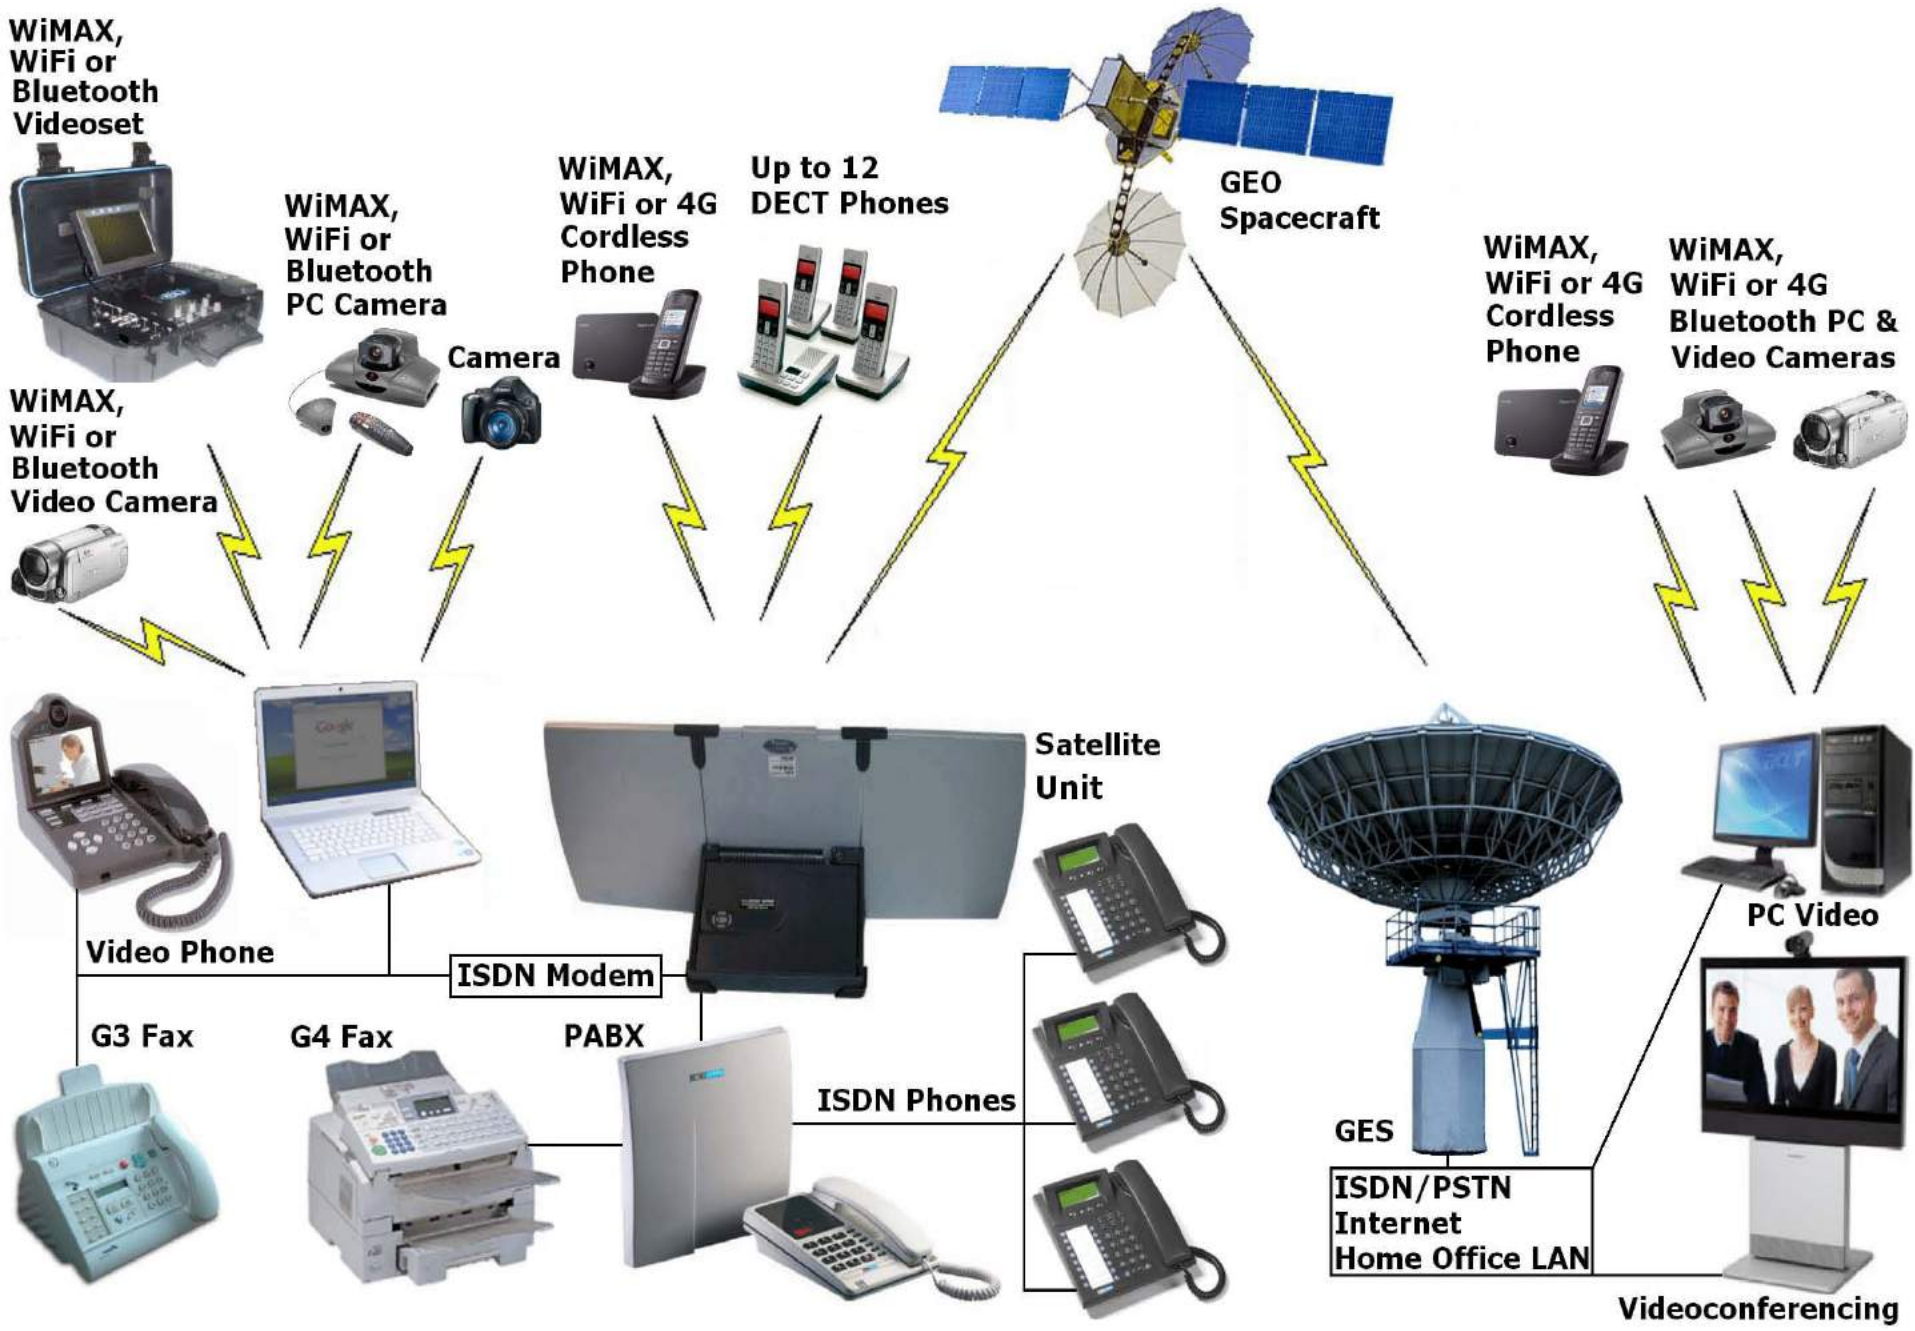 WiMAX,
WiFi or
Bluetooth
Videoset
WiMAX,
WiFi or
Bluetooth
PC Camera
Camera
WiMAX,
WiFi or 4G
Cordless
Phone
Up to 12
DECT Phones
GEO
Spacecraft
WiMAX,
WiFi or 4G
Cordless
Phone
WiMAX,
WiFi or 4G
Bluetooth PC &
Video Cameras
WiMAX,
WiFi or
Bluetooth
Video Camera
Google
Satellite
Unit
Video Phone
ISDN Modem
PC Video
G3 Fax
G4 Fax
PABX
ISDN Phones
GES
ISDN/PSTN
Internet
Home Office LAN
Videoconferencing